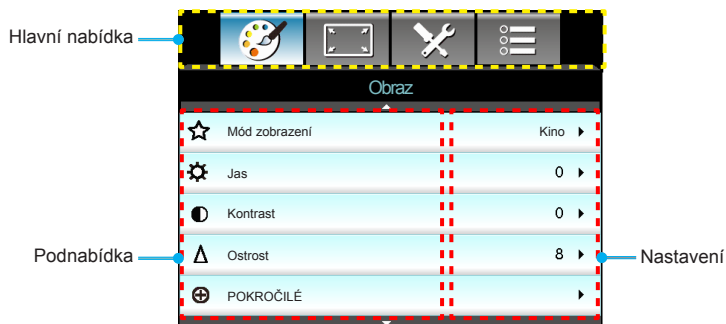 Hlavní nabídka
Obraz
Mód zobrazení Kino
Jas 0
Kontrast 0
Podnabídka
Ostrost 8
Nastavení
POKROČILÉ